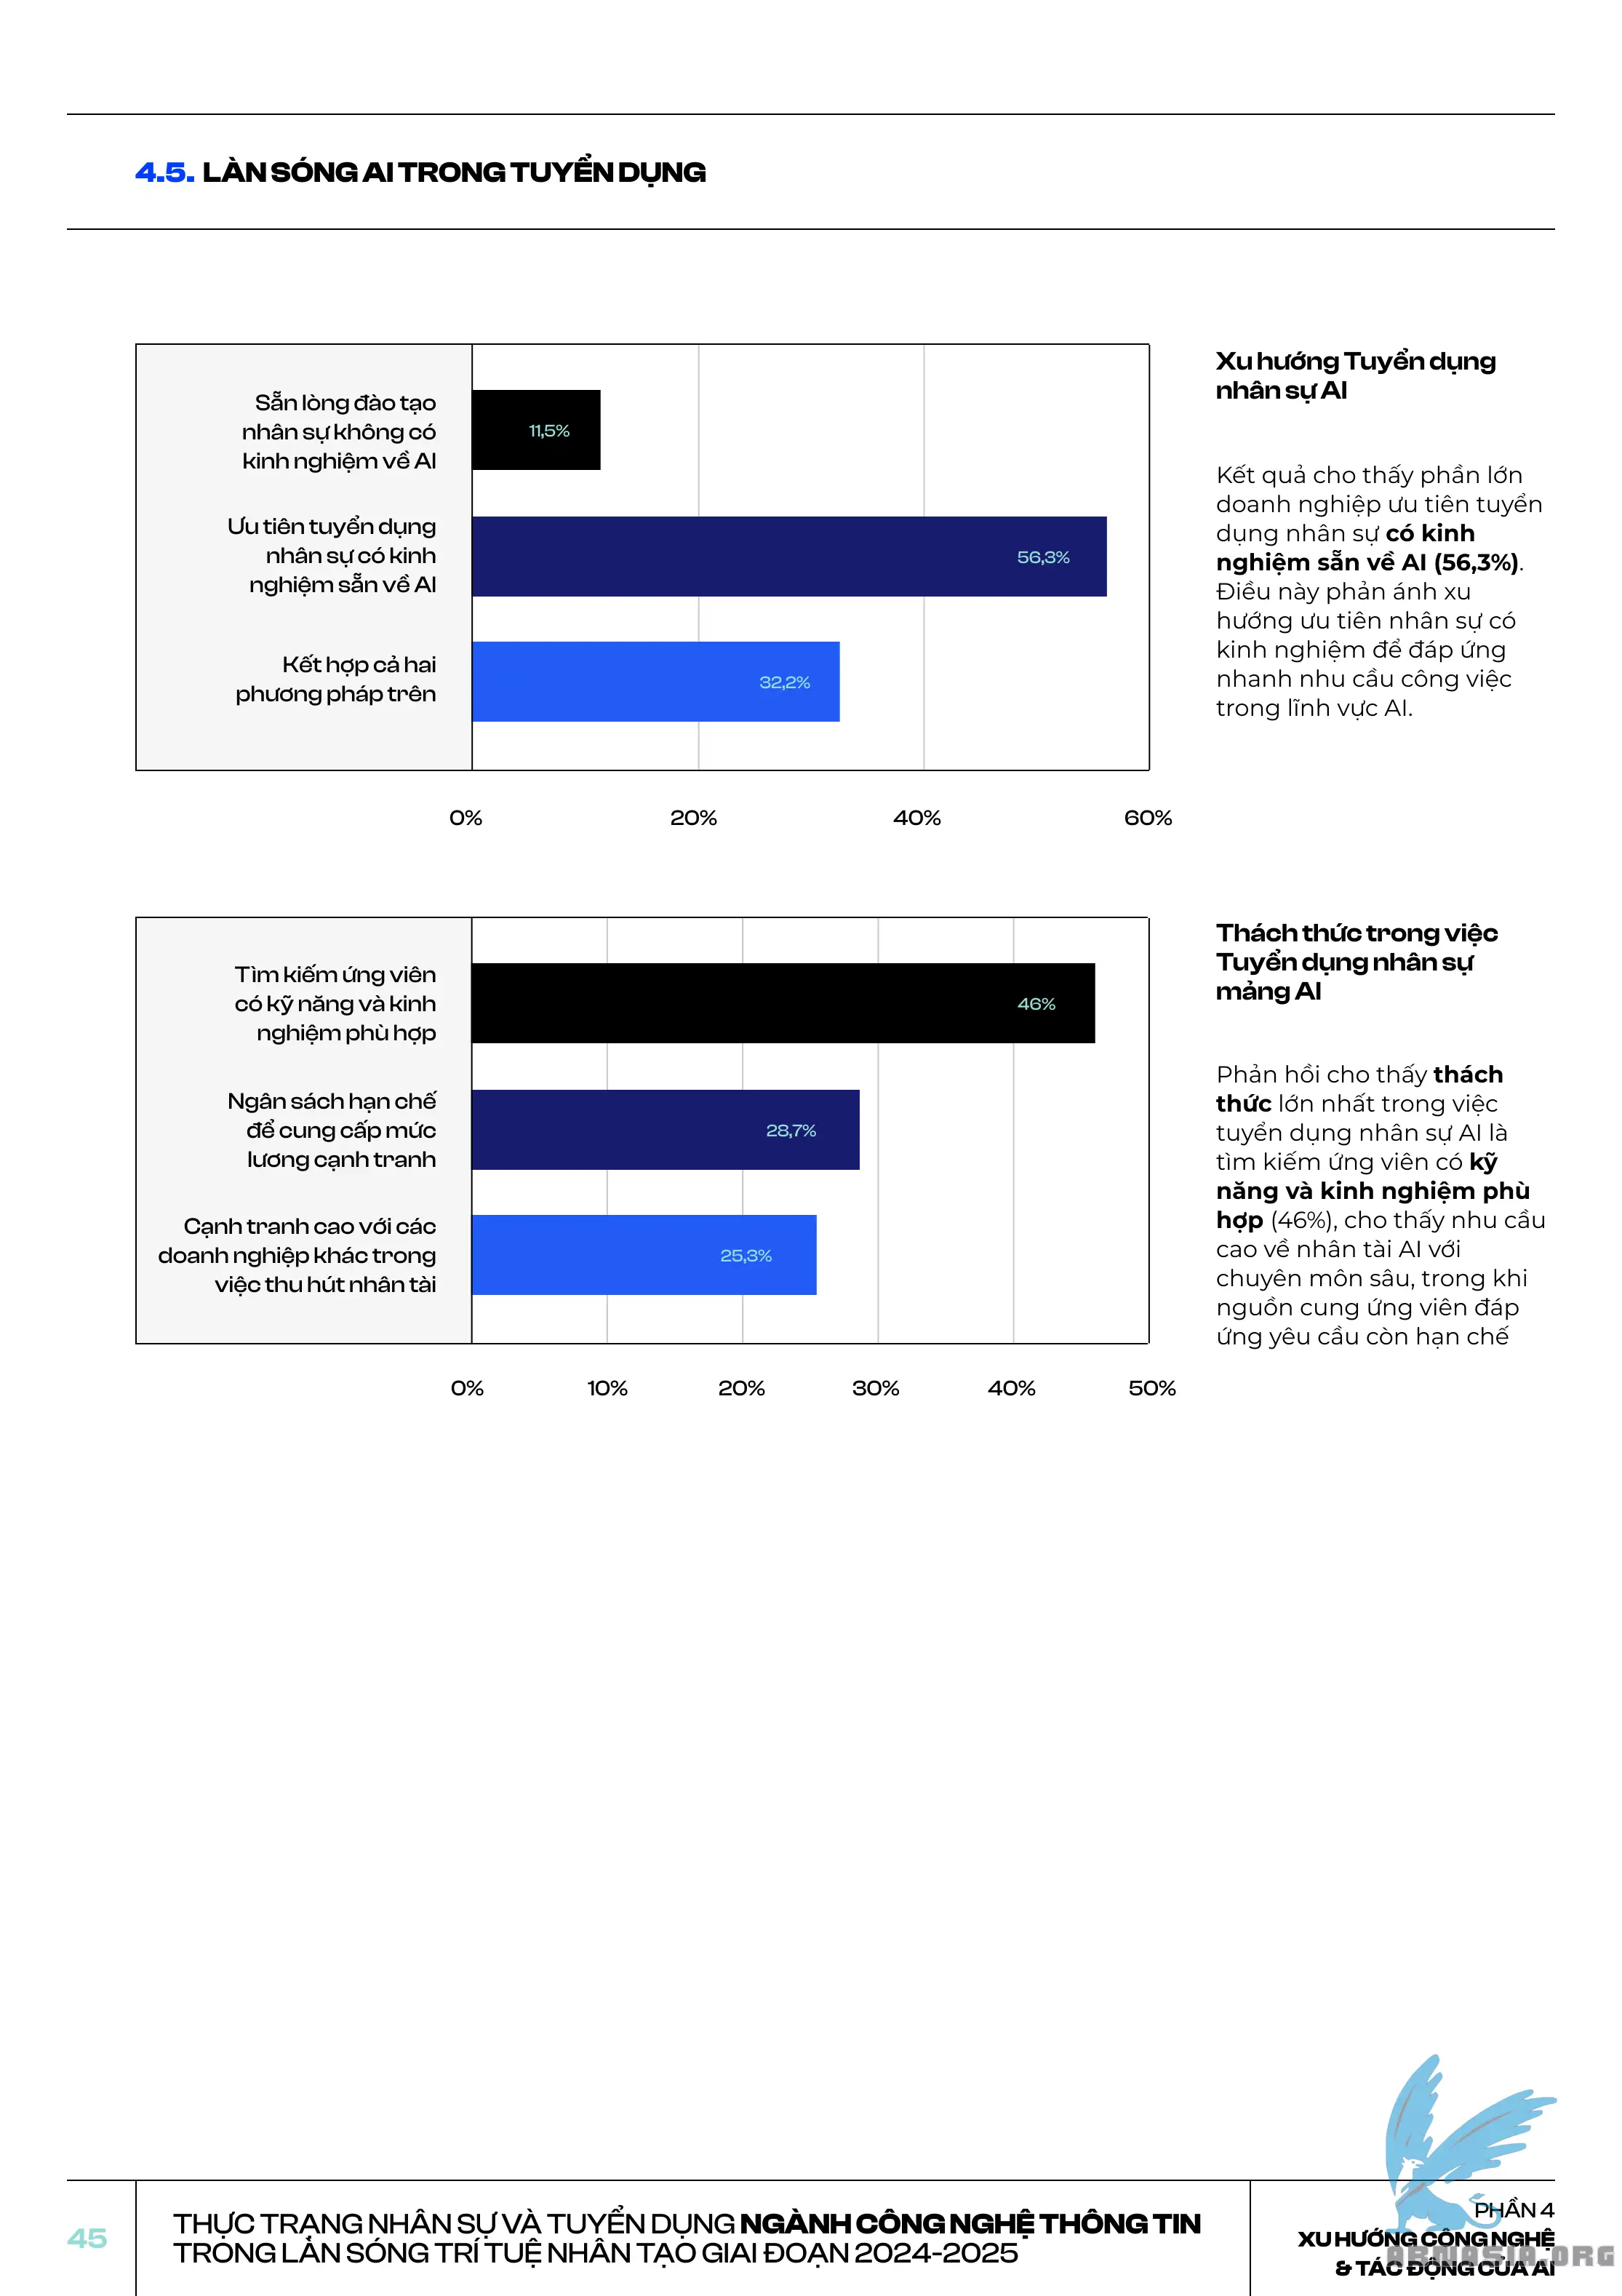 4.5. LÀN SÓNG AI TRONG TUYỂN DỤNG
Sẵn lòng đào tạo
nhân sự không có
kinh nghiệm về AI
11,5%
Ưu tiên tuyển dụng
nhân sự có kinh
nghiệm sẵn về AI
56,3%
Kết hợp cả hai
phương pháp trên
32,2%
0% 20% 40% 60%
Xu hướng Tuyển dụng
nhân sự AI
Kết quả cho thấy phần lớn
doanh nghiệp ưu tiên tuyển
dụng nhân sự có kinh
nghiệm sẵn về AI (56,3%).
Điều này phản ánh xu
hướng ưu tiên nhân sự có
kinh nghiệm để đáp ứng
nhanh nhu cầu công việc
trong lĩnh vực AI.
Tìm kiếm ứng viên
có kỹ năng và kinh
nghiệm phù hợp
46%
Ngân sách hạn chế
để cung cấp mức
lương cạnh tranh
28,7%
Cạnh tranh cao với các
doanh nghiệp khác trong
việc thu hút nhân tài
25,3%
0% 10% 20% 30% 40% 50%
Thách thức trong việc
Tuyển dụng nhân sự
mảng AI
Phản hồi cho thấy thách
thức lớn nhất trong việc
tuyển dụng nhân sự AI là
tìm kiếm ứng viên có kỹ
năng và kinh nghiệm phù
hợp (46%), cho thấy nhu cầu
cao về nhân tài AI với
chuyên môn sâu, trong khi
nguồn cung ứng viên đáp
ứng yêu cầu còn hạn chế
45
THỰC TRẠNG NHÂN SỰ VÀ TUYỂN DỤNG NGÀNH CÔNG NGHỆ THÔNG TIN
TRONG LÀN SÓNG TRÍ TUỆ NHÂN TẠO GIAI ĐOẠN 2024-2025
PHẦN 4
XU HƯỚNG CÔNG NGHỆ
& TÁC ĐỘNG CỦA AI
ARMASIA.ORG